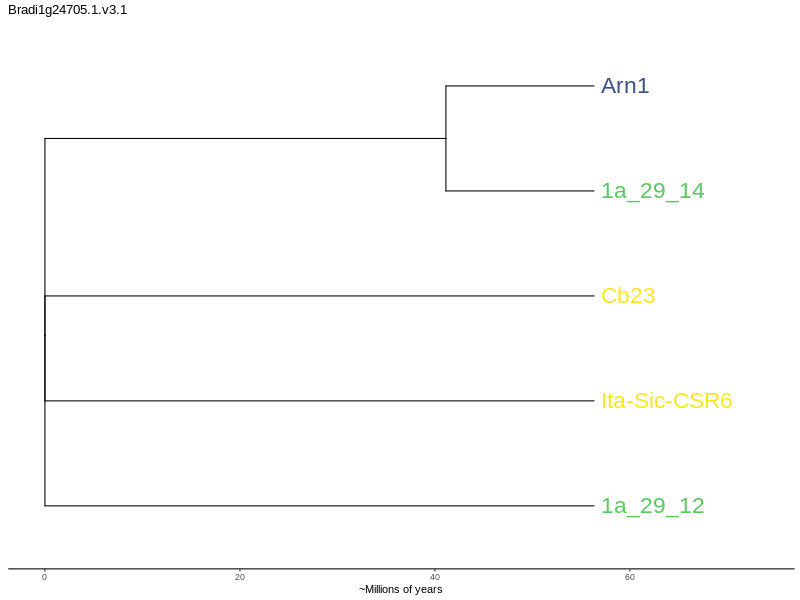 Bradi1g24705.1.v3.1
Arn1
1a_29_14
Cb23
Ita-Sic-CSR6
1a_29_12
0 20 40 60
~Millions of years